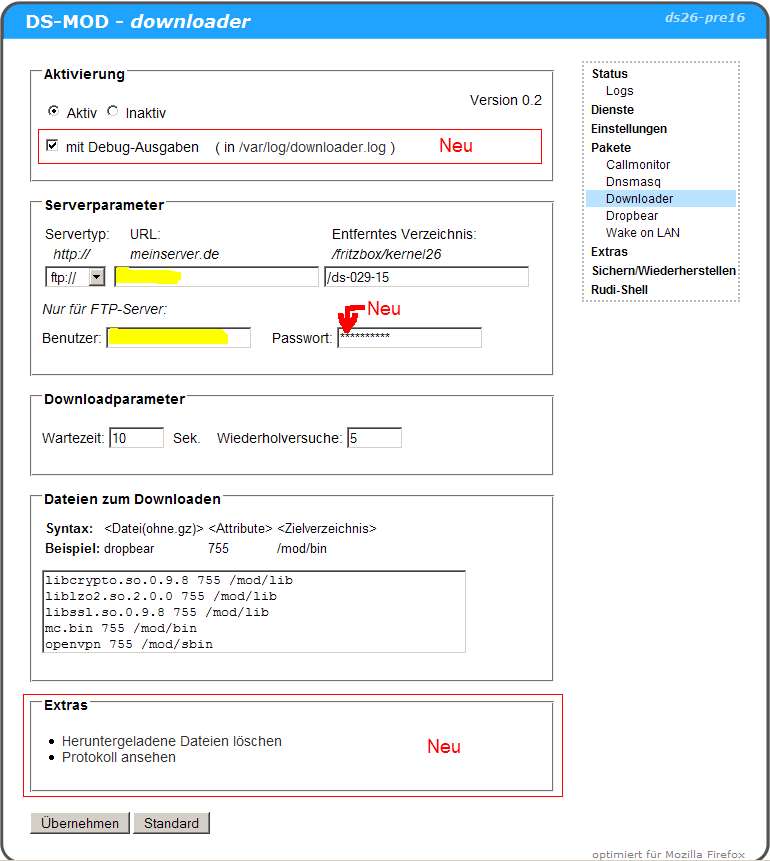 DS-MOD - downloader
ds26-pre16
Aktivierung
Version 0.2
Aktiv Inaktiv
mit Debug-Ausgaben ( in /var/log/downloader.log ) Neu
Serverparameter
Servertyp: URL: Entferntes Verzeichnis:
http:// meinserver.de /fritzbox/kernel26
ftp:// /ds-029-15
Nur für FTP-Server:
Neu
Benutzer: Passwort: **********
Downloadparameter
Wartezeit: 10 Sek. Wiederholversuche: 5
Dateien zum Downloaden
Syntax: <Datei(ohne.gz)> <Attribute> <Zielverzeichnis>
Beispiel: dropbear 755 /mod/bin
libcrypto.so.0.9.8 755 /mod/lib
liblzo2.so.2.0.0 755 /mod/lib
libssl.so.0.9.8 755 /mod/lib
mc.bin 755 /mod/bin
openvpn 755 /mod/sbin
Extras
Heruntergeladene Dateien löschen
Protokoll ansehen
Neu
Übernehmen Standard
Status
Logs
Dienste
Einstellungen
Pakete
Callmonitor
Dnsmasq
Downloader
Dropbear
Wake on LAN
Extras
Sichern/Wiederherstellen
Rudi-Shell
optimiert für Mozilla Firefox